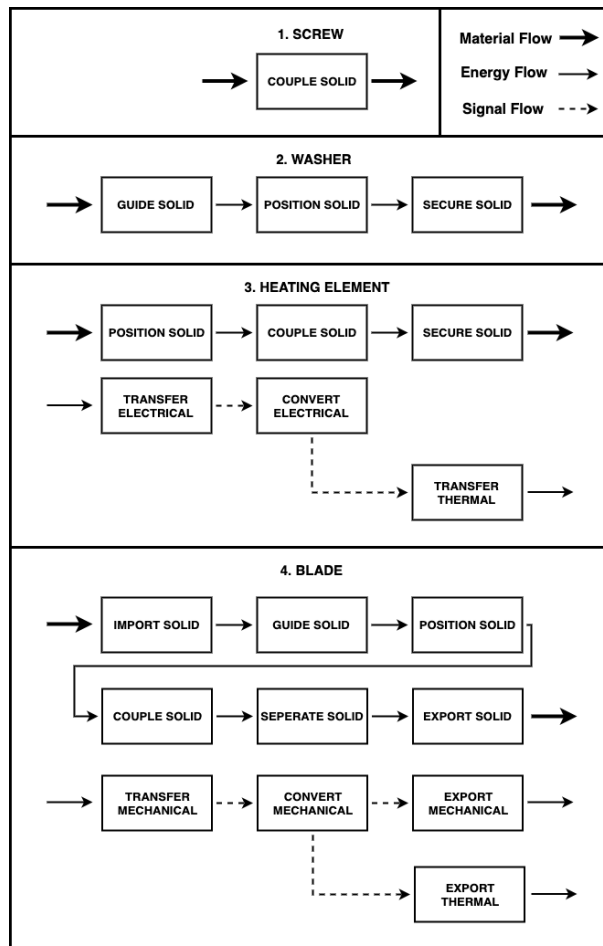 1. SCREW
COUPLE SOLID
Material Flow
Energy Flow
Signal Flow
2. WASHER
GUIDE SOLID
POSITION SOLID
SECURE SOLID
3. HEATING ELEMENT
POSITION SOLID
COUPLE SOLID
SECURE SOLID
TRANSFER
ELECTRICAL
CONVERT
ELECTRICAL
TRANSFER
THERMAL
4. BLADE
IMPORT SOLID
GUIDE SOLID
POSITION SOLID
COUPLE SOLID
SEPERATE SOLID
EXPORT SOLID
TRANSFER
MECHANICAL
CONVERT
MECHANICAL
EXPORT
MECHANICAL
EXPORT
THERMAL